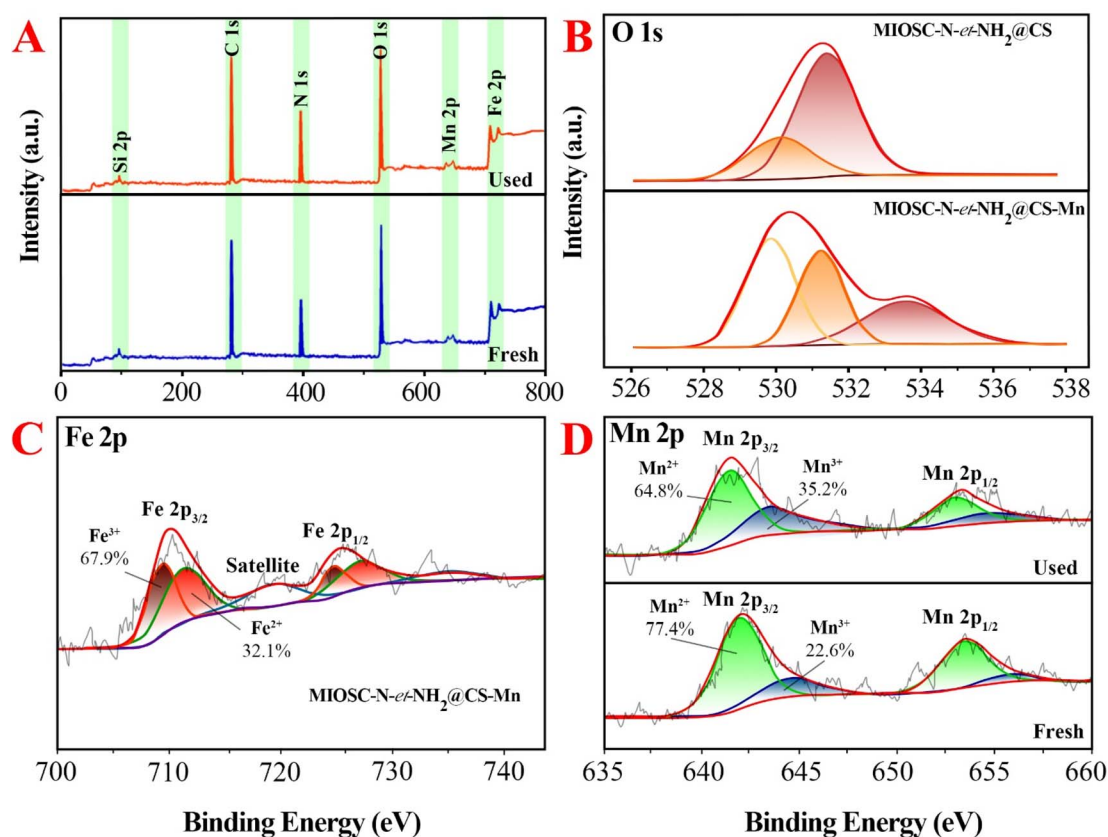 A
Si 2p
C 1s
N 1s
O 1s
Mn 2p
Fe 2p
Used
Fresh
Intensity (a.u.)
0 200 400 600 800
B
O 1s
MIOSC-N-et-NH2@CS
MIOSC-N-et-NH2@CS-Mn
Intensity (a.u.)
526 528 530 532 534 536 538
C
Fe 2p
Fe 2p3/2
Fe3+
67.9%
Satellite
Fe 2p1/2
Fe2+
32.1%
MIOSC-N-et-NH2@CS-Mn
700 710 720 730 740
Binding Energy (eV)
D
Mn 2p
Mn 2p3/2
Mn2+
64.8%
Mn3+
35.2%
Mn 2p1/2
Used
Mn 2p3/2
Mn2+
77.4%
Mn3+
22.6%
Mn 2p1/2
Fresh
635 640 645 650 655 660
Binding Energy (eV)